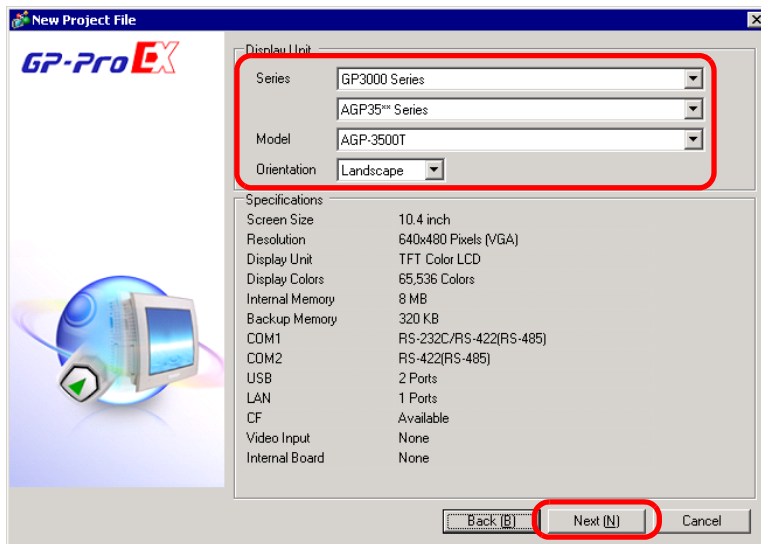 New Project File
GP-Pro EX
Display Unit
Series GP3000 Series
AGP35** Series
Model AGP-3500T
Orientation Landscape
Specifications
Screen Size 10.4 inch
Resolution 640x480 Pixels (VGA)
Display Unit TFT Color LCD
Display Colors 65,536 Colors
Internal Memory 8 MB
Backup Memory 320 KB
COM1 RS-232C/RS-422(RS-485)
COM2 RS-422(RS-485)
USB 2 Ports
LAN 1 Ports
CF Available
Video Input None
Internal Board None
Back (B) Next (N) Cancel